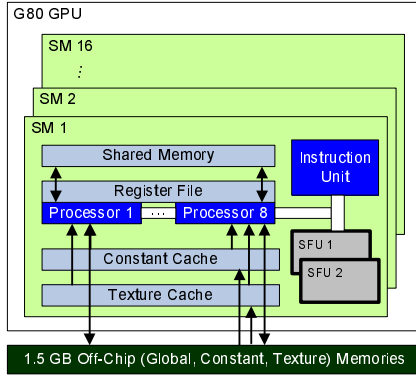 G80 GPU
SM 16
⋮
SM 2
SM 1
Shared Memory
Instruction
Unit
Register File
Processor 1 ... Processor 8
SFU 1
Constant Cache
SFU 2
Texture Cache
1.5 GB Off-Chip (Global, Constant, Texture) Memories